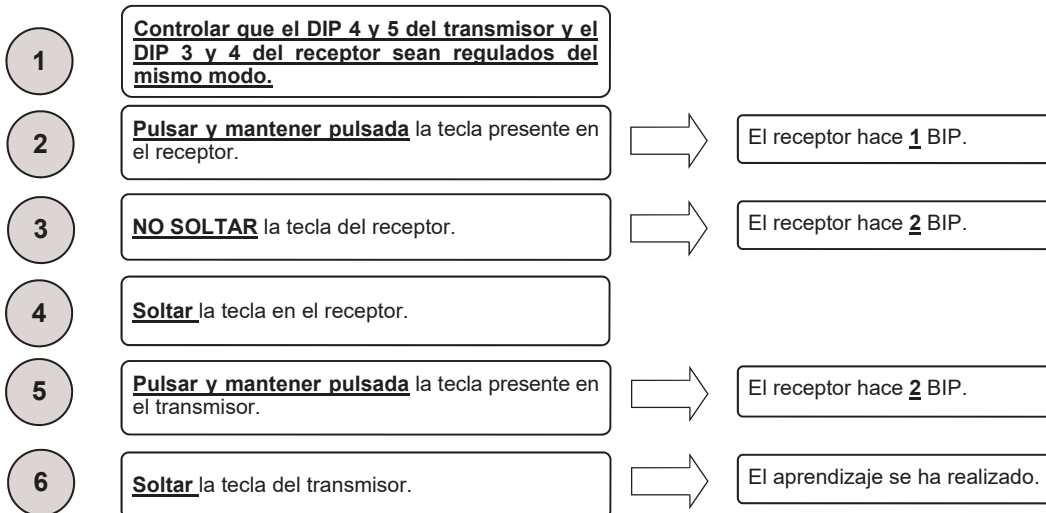 1
Controlar que el DIP 4 y 5 del transmisor y el
DIP 3 y 4 del receptor sean regulados del
mismo modo.
2
Pulsar y mantener pulsada la tecla presente en
el receptor.
El receptor hace 1 BIP.
3
NO SOLTAR la tecla del receptor.
El receptor hace 2 BIP.
4
Soltar la tecla en el receptor.
5
Pulsar y mantener pulsada la tecla presente en
el transmisor.
El receptor hace 2 BIP.
6
Soltar la tecla del transmisor.
El aprendizaje se ha realizado.